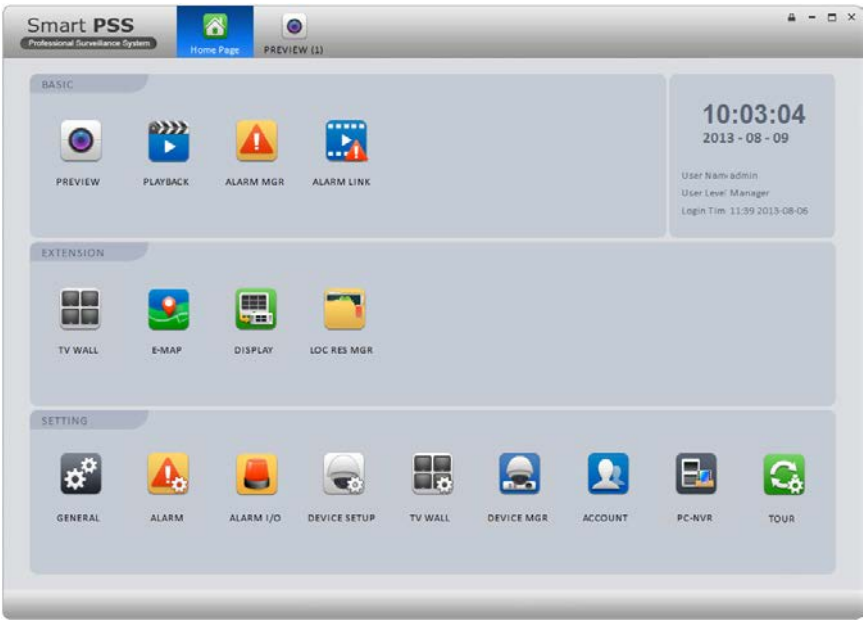 Smart PSS
Professional Surveillance System
Home Page
PREVIEW (1)
BASIC
PREVIEW
PLAYBACK
ALARM MGR
ALARM LINK
10:03:04
2013 - 08 - 09
User Nam admin
User Level Manager
Login Tim 11:39 2013-08-06
EXTENSION
TV WALL
E-MAP
DISPLAY
LOC RES MGR
SETTING
GENERAL
ALARM
ALARM I/O
DEVICE SETUP
TV WALL
DEVICE MGR
ACCOUNT
PC-NVR
TOUR